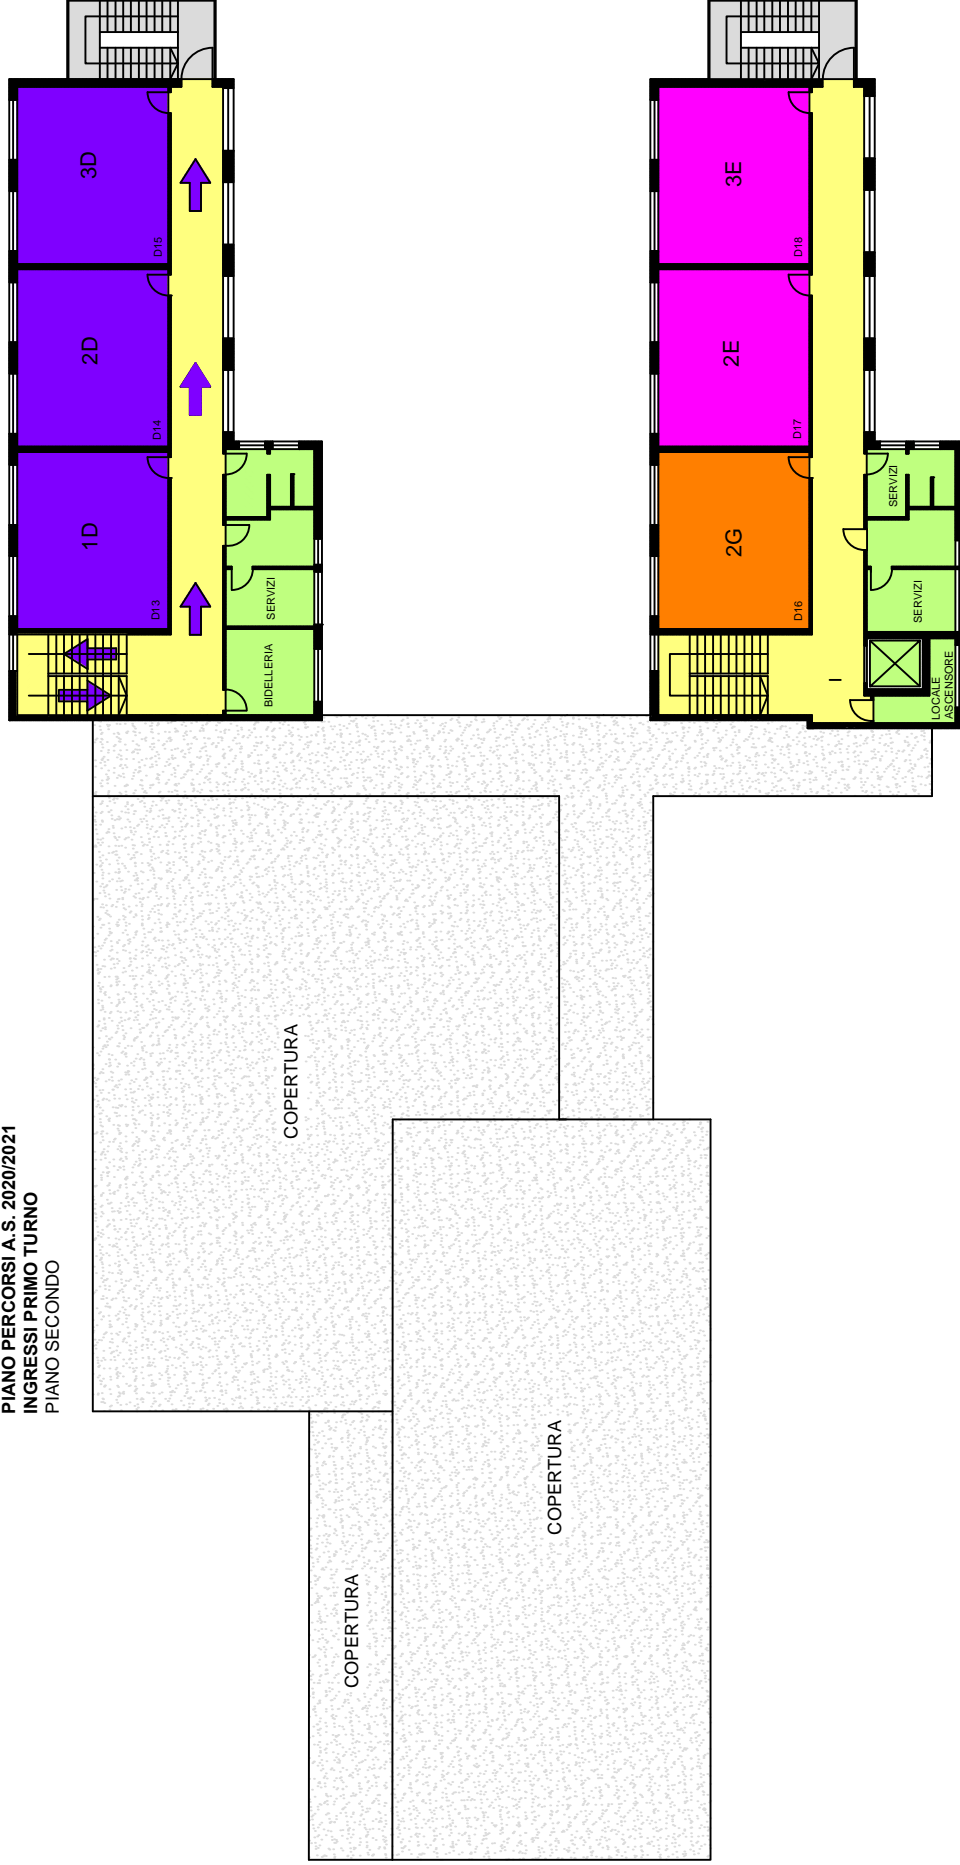 PIANO PERCORSI A.S. 2020/2021
INGRESSI PRIMO TURNO
PIANO SECONDO
3D
D15
2D
D14
1D
D13
SERVIZI
BIDELLERIA
3E
D18
2E
D17
2G
D16
SERVIZI
SERVIZI
LOCALE
ASCENSORE
COPERTURA
COPERTURA
COPERTURA